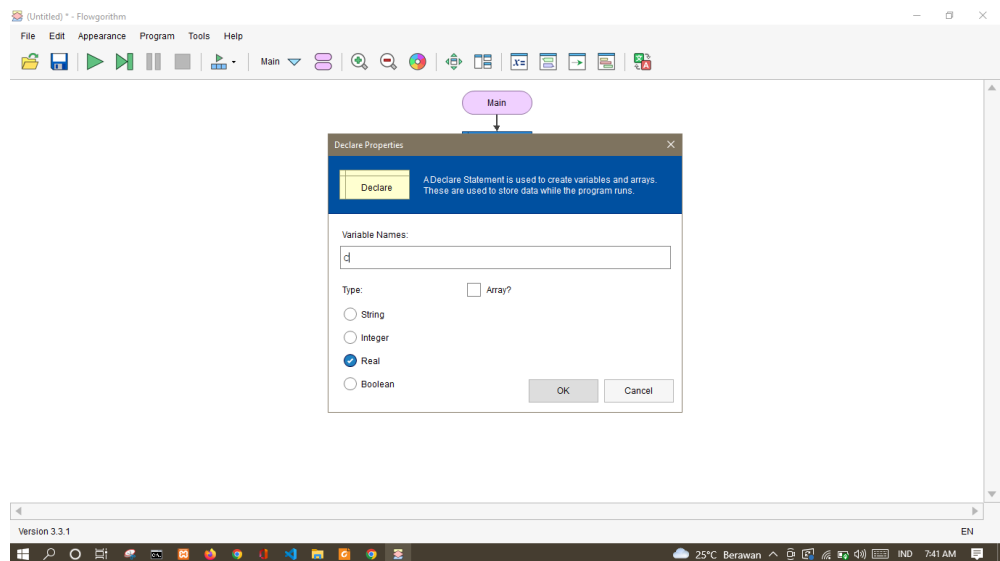 (Untitled) * - Flowgorithm
File Edit Appearance Program Tools Help
Main
X=
Main
Declare Properties
Declare
A Declare Statement is used to create variables and arrays.
These are used to store data while the program runs.
Variable Names:
c
Type:
Array?
String
Integer
Real
Boolean
OK
Cancel
Version 3.3.1
EN
25°C Berawan
IND
7:41 AM